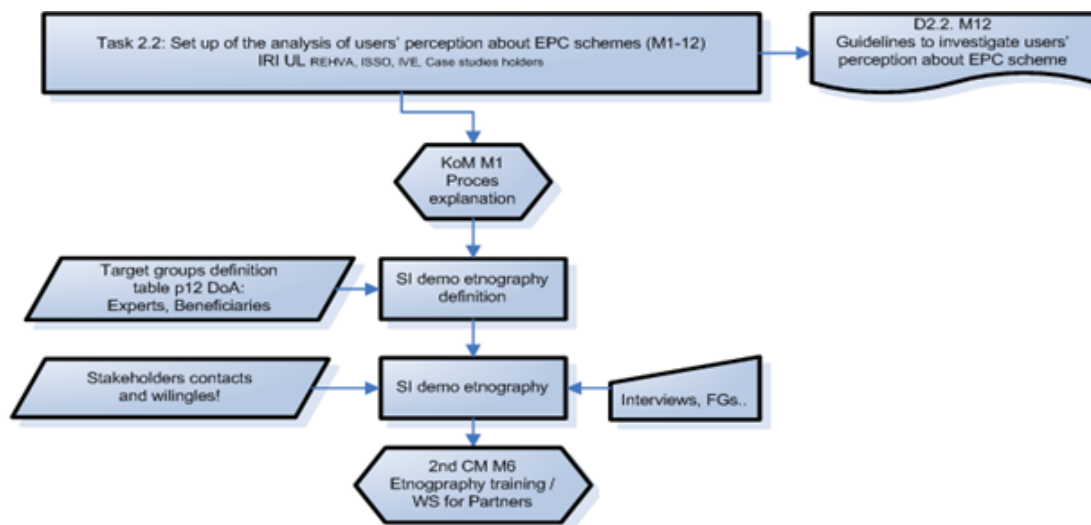 Task 2.2: Set up of the analysis of users' perception about EPC schemes (M1-12)
IRI UL REHVA, ISSO, IVE, Case studies holders
D2.2. M12
Guidelines to investigate users'
perception about EPC scheme
KoM M1
Proces
explanation
Target groups definition
table p12 DoA:
Experts, Beneficiaries
SI demo etnography
definition
Stakeholders contacts
and wilingles!
SI demo etnography
Interviews, FGs..
2nd CM M6
Etnography training /
WS for Partners